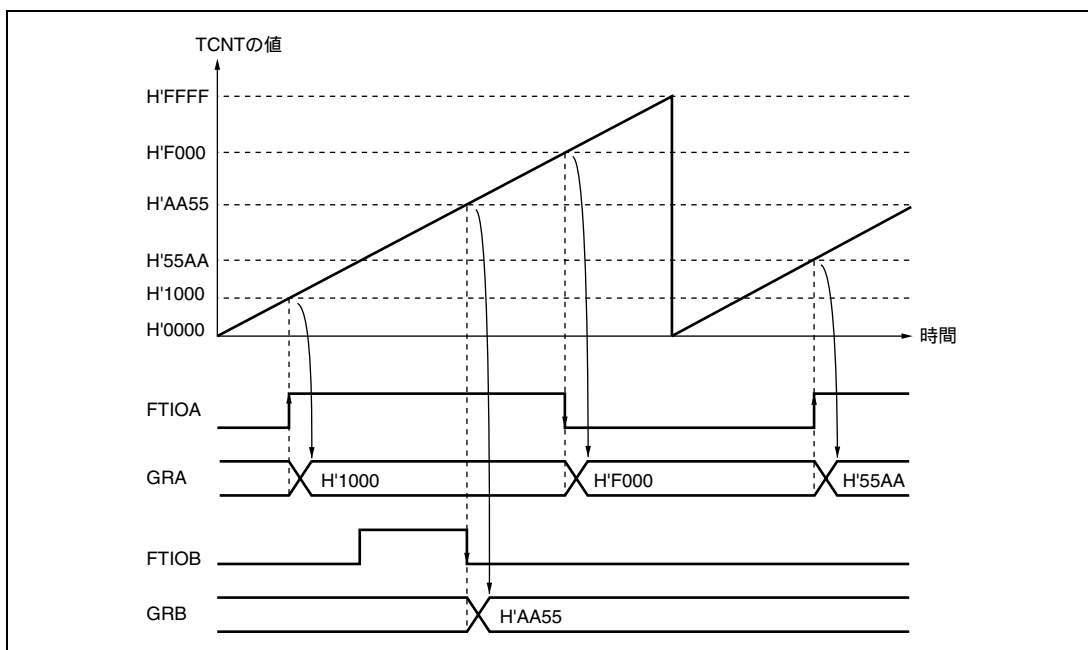 TCNTの値
H'FFFF
H'F000
H'AA55
H'55AA
H'1000
H'0000
時間
FTIOA
GRA
H'1000
H'F000
H'55AA
FTIOB
GRB
H'AA55